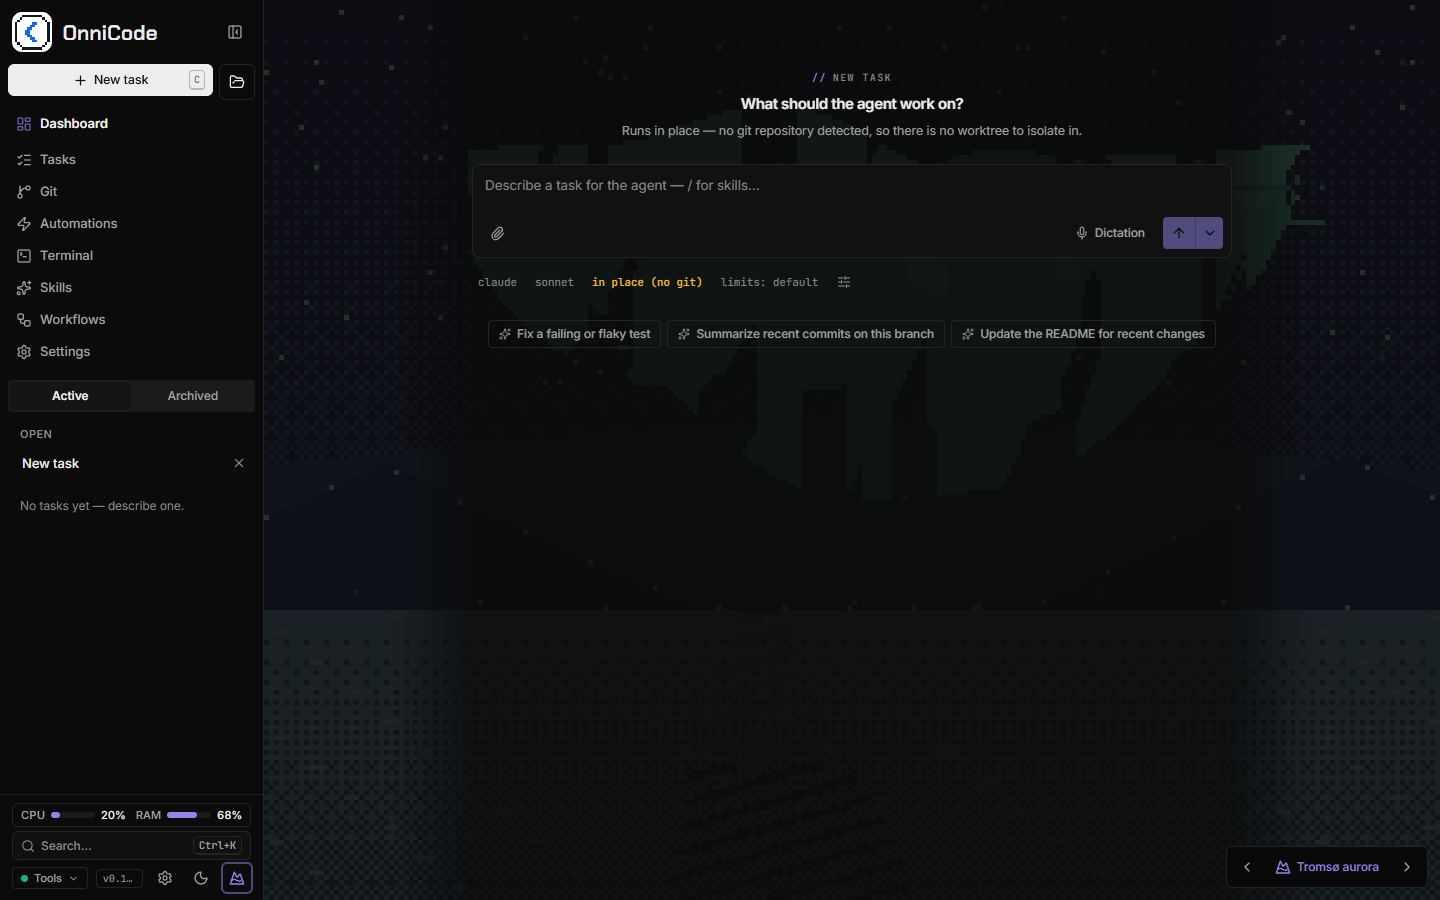 OnniCode
New task
C
Dashboard
Tasks
Git
Automations
Terminal
Skills
Workflows
Settings
Active
Archived
OPEN
New task
No tasks yet — describe one.
CPU 20% RAM 68%
Search...
Ctrl+K
Tools
v0.1…
// NEW TASK
What should the agent work on?
Runs in place — no git repository detected, so there is no worktree to isolate in.
Describe a task for the agent — / for skills...
Dictation
claude sonnet in place (no git) limits: default
Fix a failing or flaky test
Summarize recent commits on this branch
Update the README for recent changes
Tromsø aurora